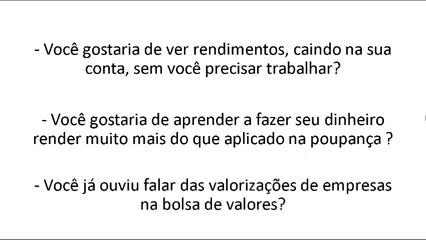 - Você gostaria de ver rendimentos, caindo na sua
conta, sem você precisar trabalhar?
- Você gostaria de aprender a fazer seu dinheiro
render muito mais do que aplicado na poupança ?
- Você já ouviu falar das valorizações de empresas
na bolsa de valores?